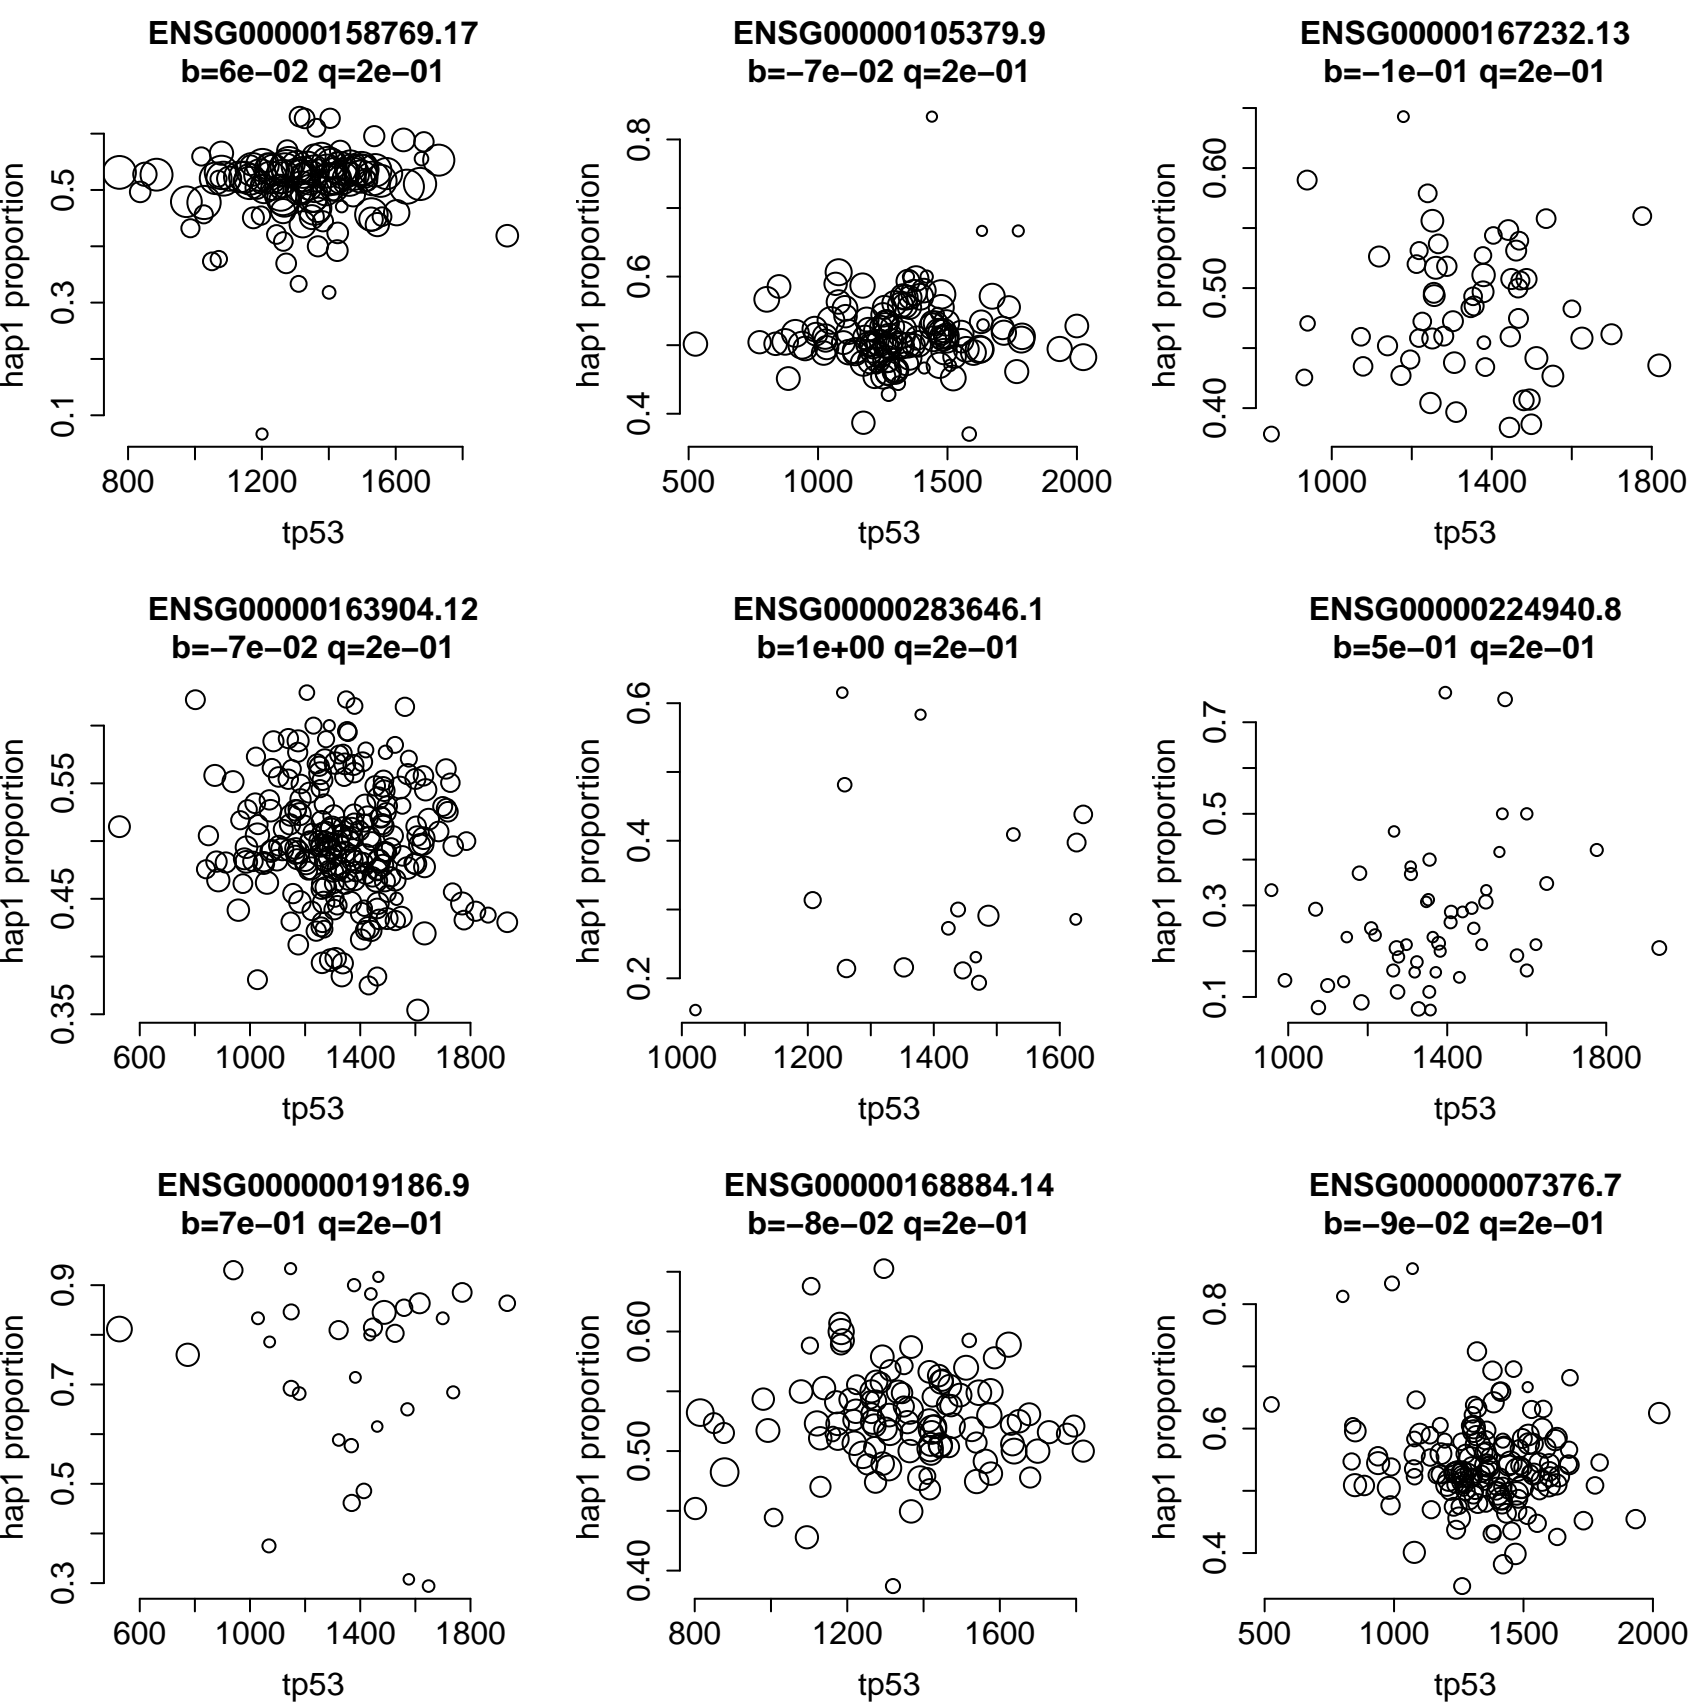 ENSG00000158769.17
b=6e−02 q=2e−01
hap1 proportion
0.1 0.3 0.5
800 1200 1600
tp53
ENSG00000105379.9
b=−7e−02 q=2e−01
hap1 proportion
0.4 0.6 0.8
500 1000 1500 2000
tp53
ENSG00000167232.13
b=−1e−01 q=2e−01
hap1 proportion
0.40 0.50 0.60
1000 1400 1800
tp53
ENSG00000163904.12
b=−7e−02 q=2e−01
hap1 proportion
0.35 0.45 0.55
600 1000 1400 1800
tp53
ENSG00000283646.1
b=1e+00 q=2e−01
hap1 proportion
0.2 0.4 0.6
1000 1200 1400 1600
tp53
ENSG00000224940.8
b=5e−01 q=2e−01
hap1 proportion
0.1 0.3 0.5 0.7
1000 1400 1800
tp53
ENSG00000019186.9
b=7e−01 q=2e−01
hap1 proportion
0.3 0.5 0.7 0.9
600 1000 1400 1800
tp53
ENSG00000168884.14
b=−8e−02 q=2e−01
hap1 proportion
0.40 0.50 0.60
800 1200 1600
tp53
ENSG00000007376.7
b=−9e−02 q=2e−01
hap1 proportion
0.4 0.6 0.8
500 1000 1500 2000
tp53